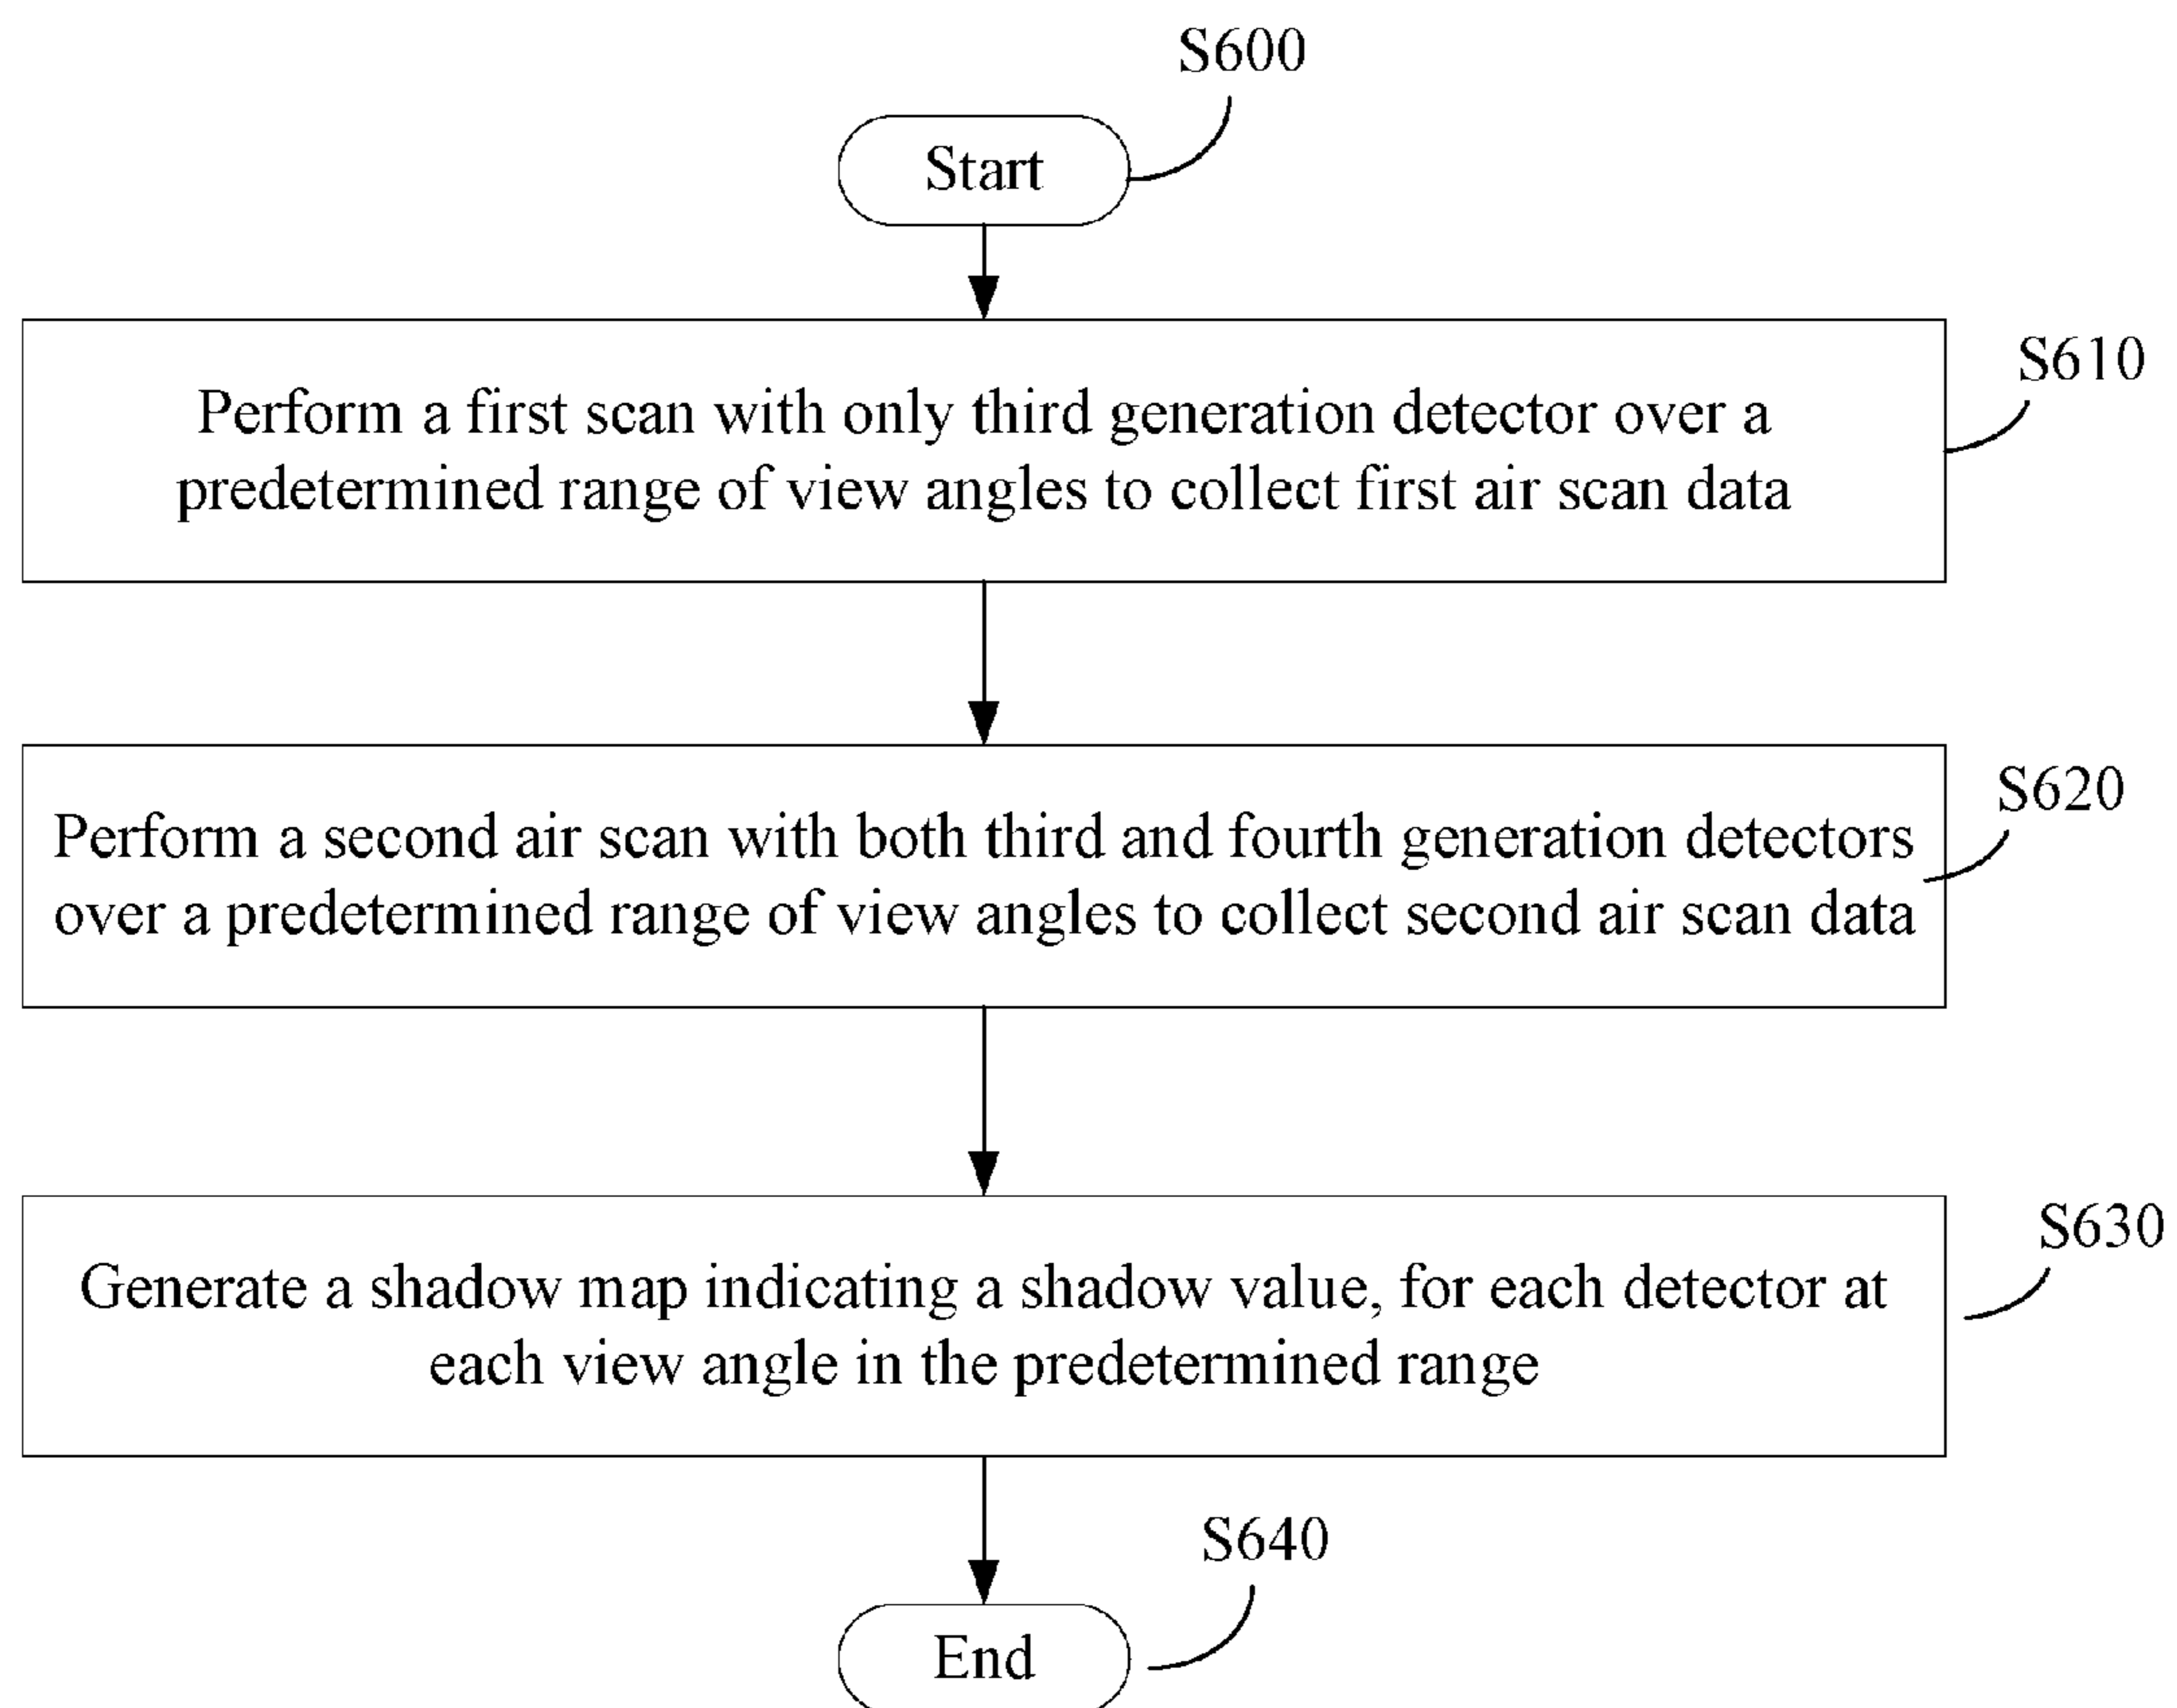 S600
Start
S610
Perform a first scan with only third generation detector over a
predetermined range of view angles to collect first air scan data
S620
Perform a second air scan with both third and fourth generation detectors
over a predetermined range of view angles to collect second air scan data
S630
Generate a shadow map indicating a shadow value, for each detector at
each view angle in the predetermined range
S640
End